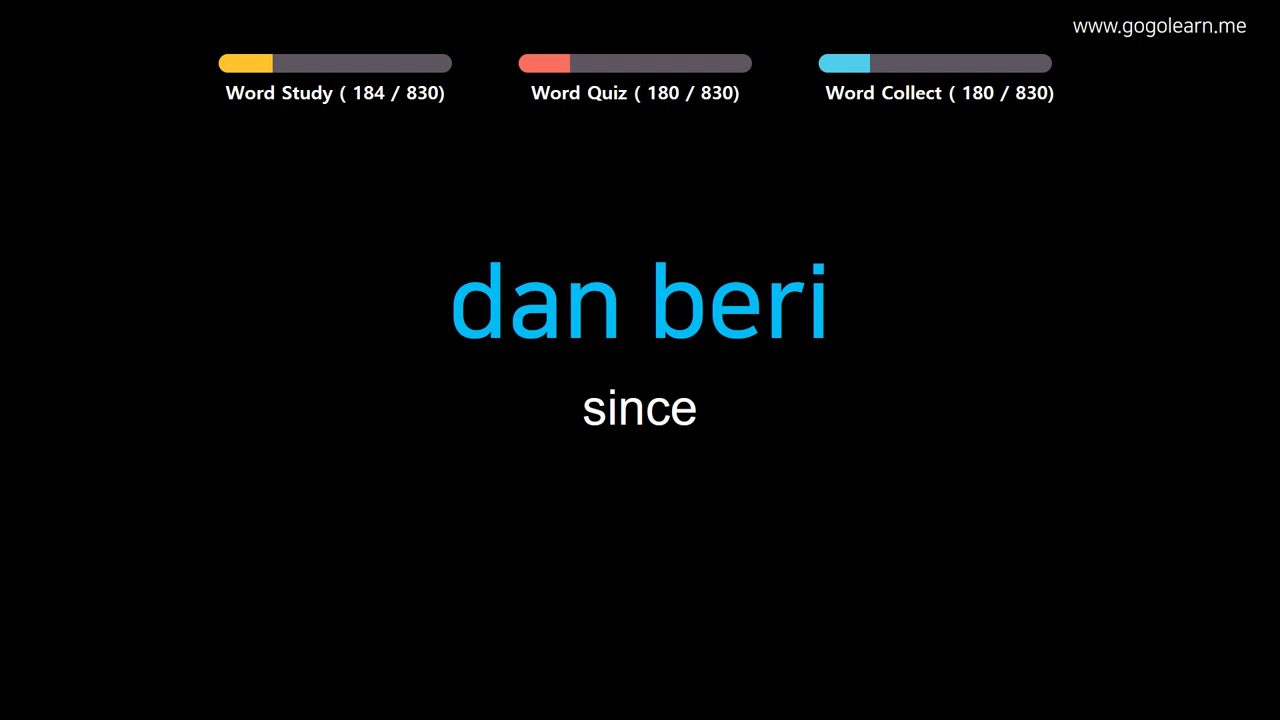 www.gogolearn.me
Word Study ( 184 / 830)
Word Quiz ( 180 / 830)
Word Collect ( 180 / 830)
dan beri
since